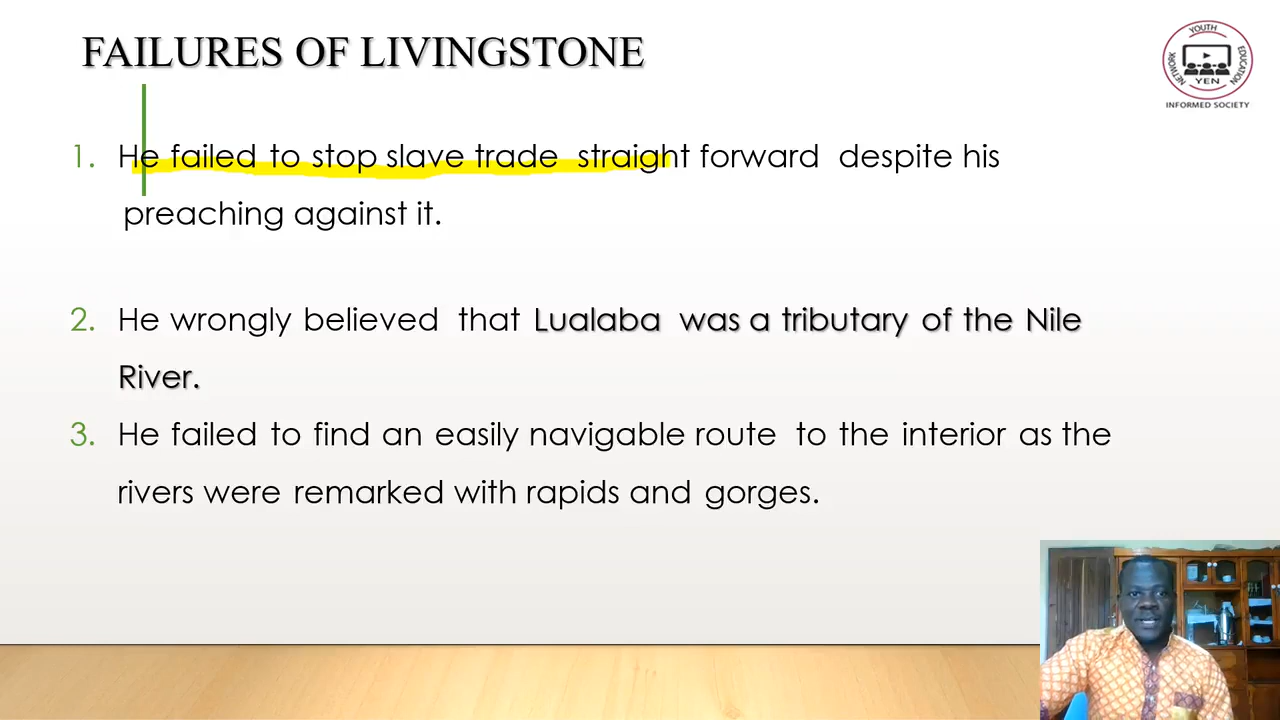 FAILURES OF LIVINGSTONE
YOUTH
EDUCATION
NETWORK
YEN
INFORMED SOCIETY
1. He failed to stop slave trade straight forward despite his
preaching against it.
2. He wrongly believed that Lualaba was a tributary of the Nile
River.
3. He failed to find an easily navigable route to the interior as the
rivers were remarked with rapids and gorges.